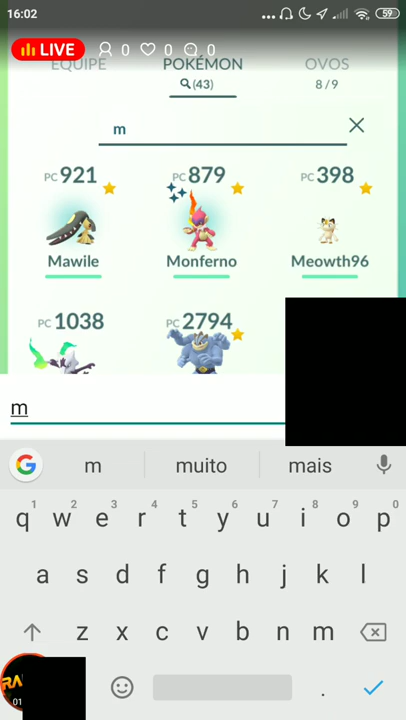 16:02
59
LIVE 0 0 0
EQUIPE POKÉMON OVOS
(43) 8/9
m
PC 921 PC 879 PC 398
Mawile Monferno Meowth96
PC 1038 PC 2794
m
G m muito mais
1 2 3 4 5 6 7 8 9 0
q w e r t y u i o p
a s d f g h j k l
z x c v b n m
RA
01
.